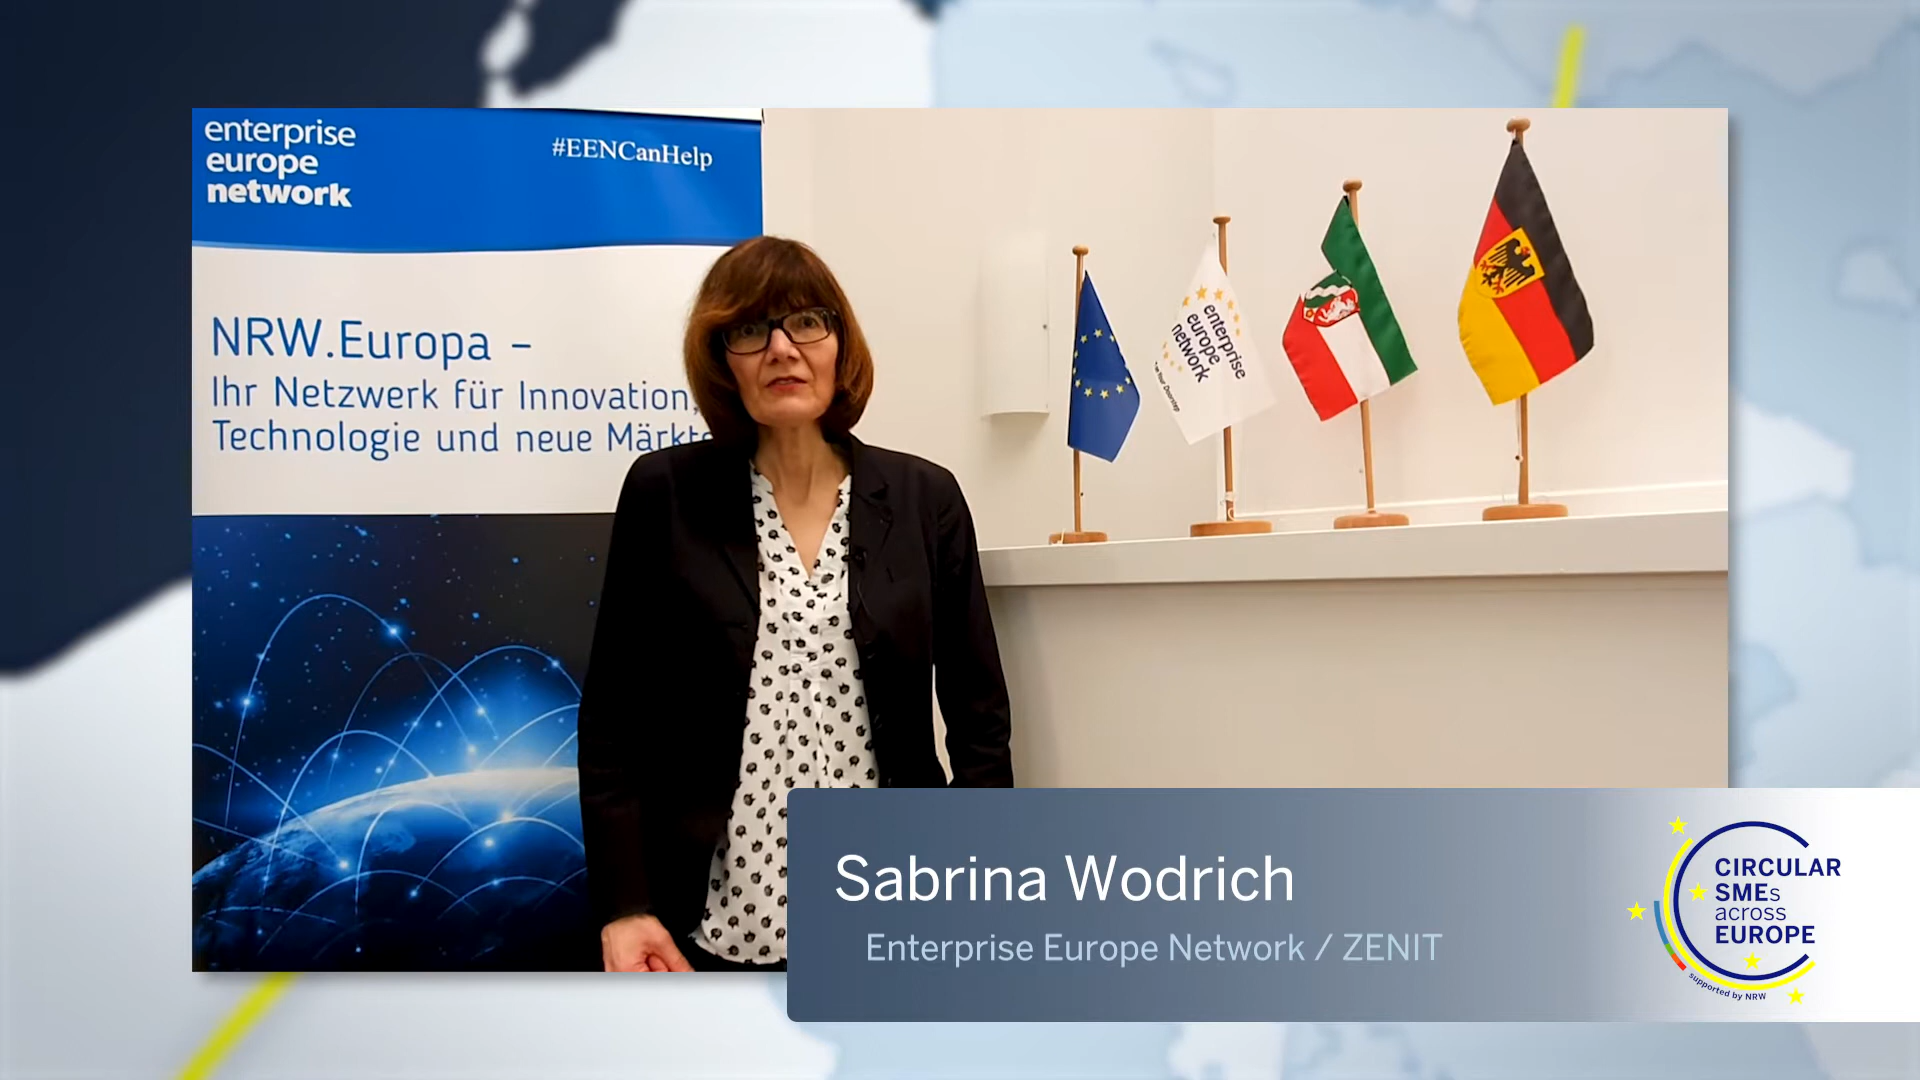 enterprise
europe
network
#EENCanHelp
NRW.Europa –
Ihr Netzwerk für Innovation,
Technologie und neue Märkte
enterprise
europe
network
Sabrina Wodrich
Enterprise Europe Network / ZENIT
CIRCULAR
SMEs
across
EUROPE
supported by NRW